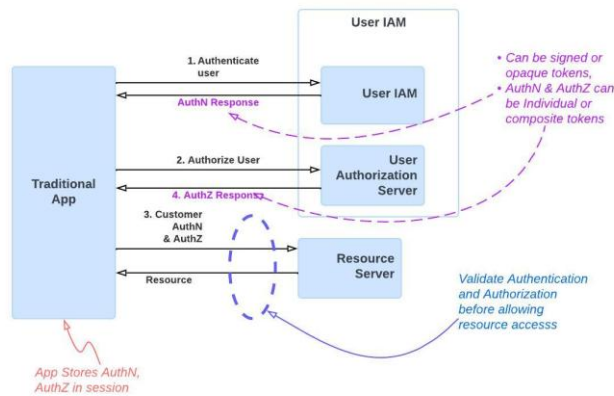 User IAM
1. Authenticate
user
AuthN Response
User IAM
• Can be signed or
opaque tokens,
• AuthN & AuthZ can
be Individual or
composite tokens
Traditional
App
2. Authorize User
4. AuthZ Response
User
Authorization
Server
3. Customer
AuthN
& AuthZ
Resource
Resource
Server
Validate Authentication
and Authorization
before allowing
resource accesss
App Stores AuthN,
AuthZ in session